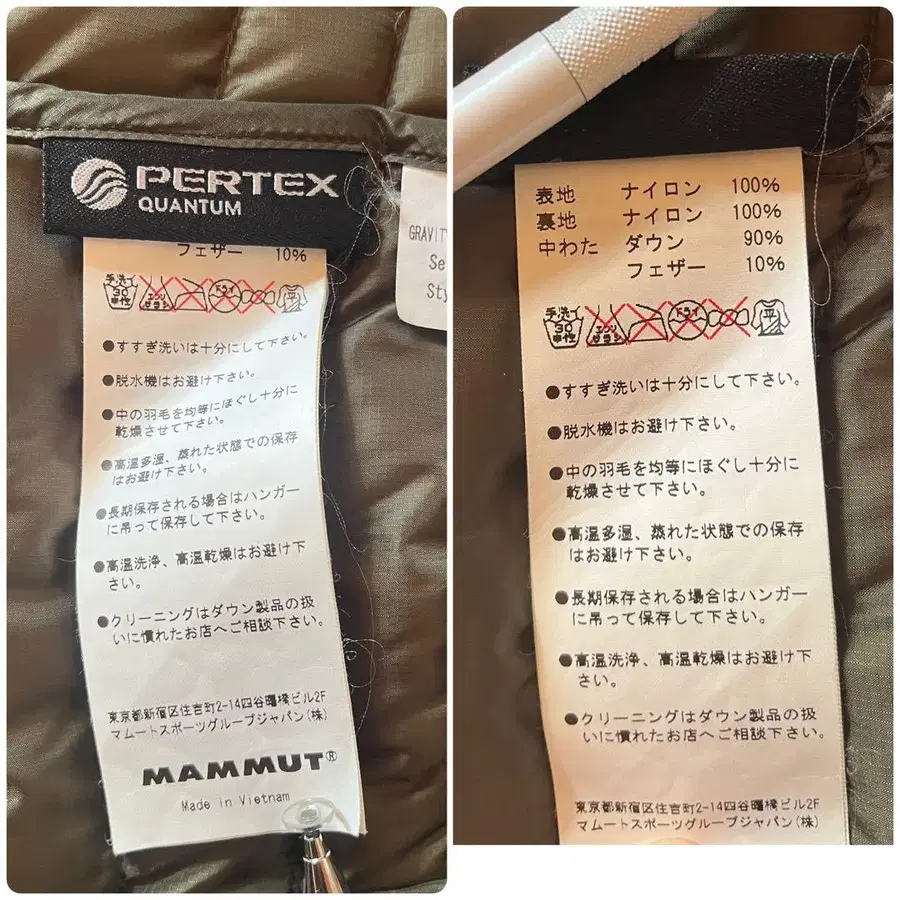 PERTEX
QUANTUM
フェザー 10%
手洗イ
30
中性
エンソ
サラシ
ドライ
平
●すすぎ洗いは十分にして下さい。
●脱水機はお避け下さい。
●中の羽毛を均等にほぐし十分に
乾燥させて下さい。
●高温多湿、蒸れた状態での保存
はお避け下さい。
●長期保存される場合はハンガー
に吊って保存して下さい。
●高温洗浄、高温乾燥はお避け下
さい。
●クリーニングはダウン製品の扱
いに慣れたお店へご相談下さい。
東京都新宿区住吉町2-14四谷曙橋ビル2F
マムートスポーツグループジャパン(株)
MAMMUT®
Made in Vietnam
GRAVIT
Se
Sty
表地 ナイロン 100%
裏地 ナイロン 100%
中わた ダウン 90%
フェザー 10%
手洗イ
30
中性
エンソ
サラシ
ドライ
平
●すすぎ洗いは十分にして下さい。
●脱水機はお避け下さい。
●中の羽毛を均等にほぐし十分に
乾燥させて下さい。
●高温多湿、蒸れた状態での保存
はお避け下さい。
●長期保存される場合はハンガー
に吊って保存して下さい。
●高温洗浄、高温乾燥はお避け下
さい。
●クリーニングはダウン製品の扱
いに慣れたお店へご相談下さい。
東京都新宿区住吉町2-14四谷曙橋ビル2F
マムートスポーツグループジャパン(株)